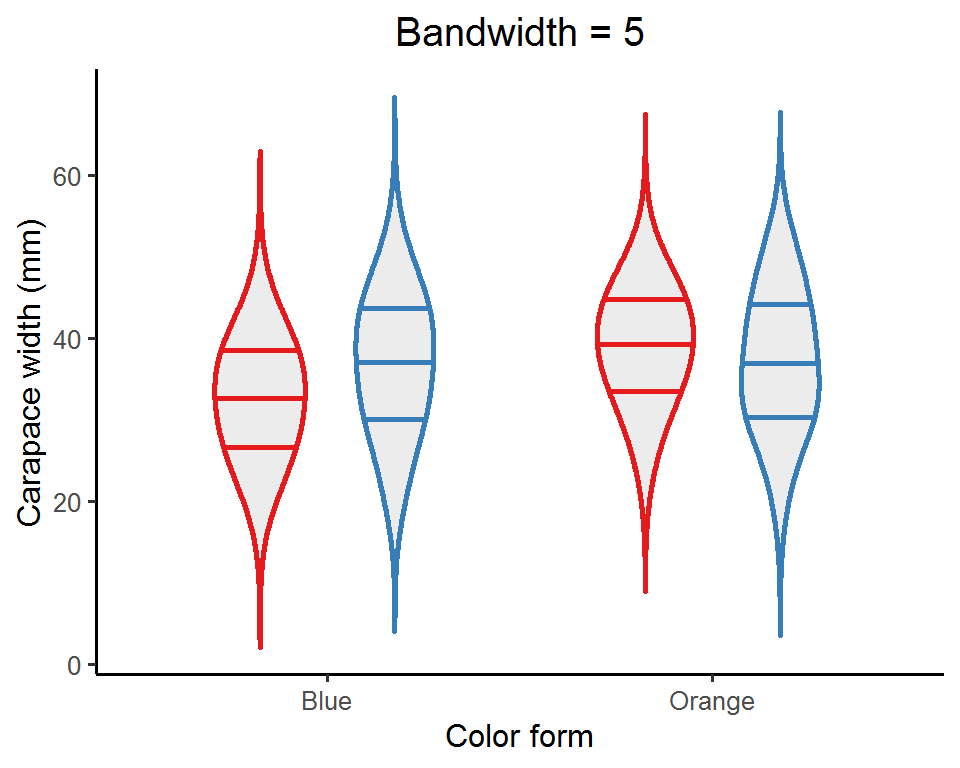 Bandwidth = 5
Carapace width (mm)
60
40
20
0
Blue
Orange
Color form